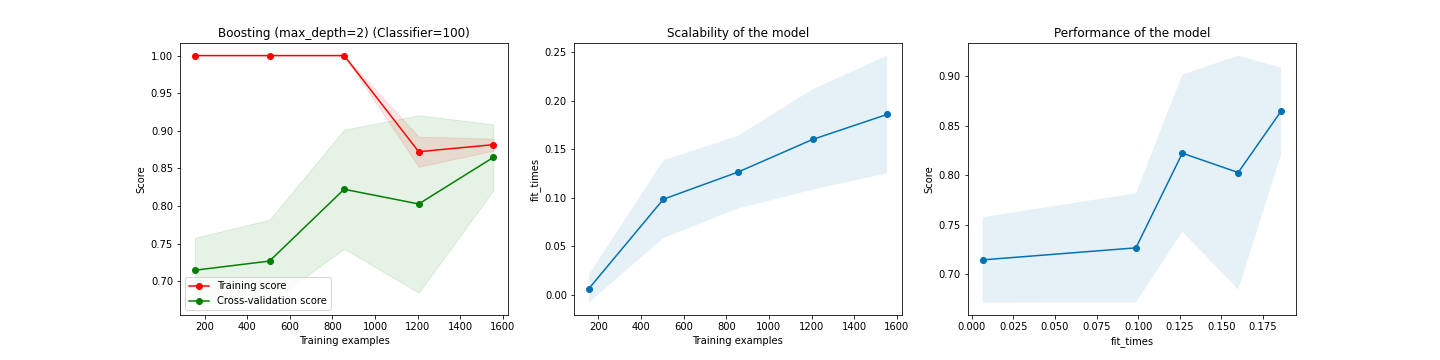 Boosting (max_depth=2) (Classifier=100)
Score
1.00
0.95
0.90
0.85
0.80
0.75
0.70
Training score
Cross-validation score
200 400 600 800 1000 1200 1400 1600
Training examples
Scalability of the model
fit_times
0.25
0.20
0.15
0.10
0.05
0.00
200 400 600 800 1000 1200 1400 1600
Training examples
Performance of the model
Score
0.90
0.85
0.80
0.75
0.70
0.000 0.025 0.050 0.075 0.100 0.125 0.150 0.175
fit_times